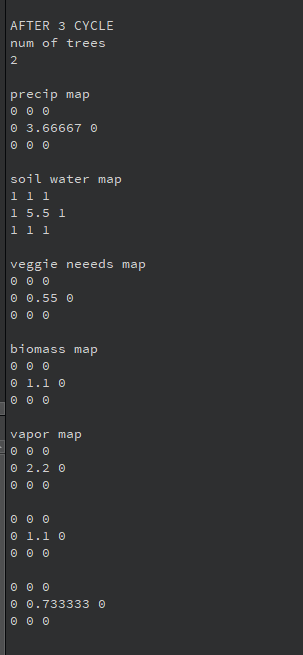 AFTER 3 CYCLE
num of trees
2
precip map
0 0 0
0 3.66667 0
0 0 0
soil water map
1 1 1
1 5.5 1
1 1 1
veggie neeeds map
0 0 0
0 0.55 0
0 0 0
biomass map
0 0 0
0 1.1 0
0 0 0
vapor map
0 0 0
0 2.2 0
0 0 0
0 0 0
0 1.1 0
0 0 0
0 0 0
0 0.733333 0
0 0 0